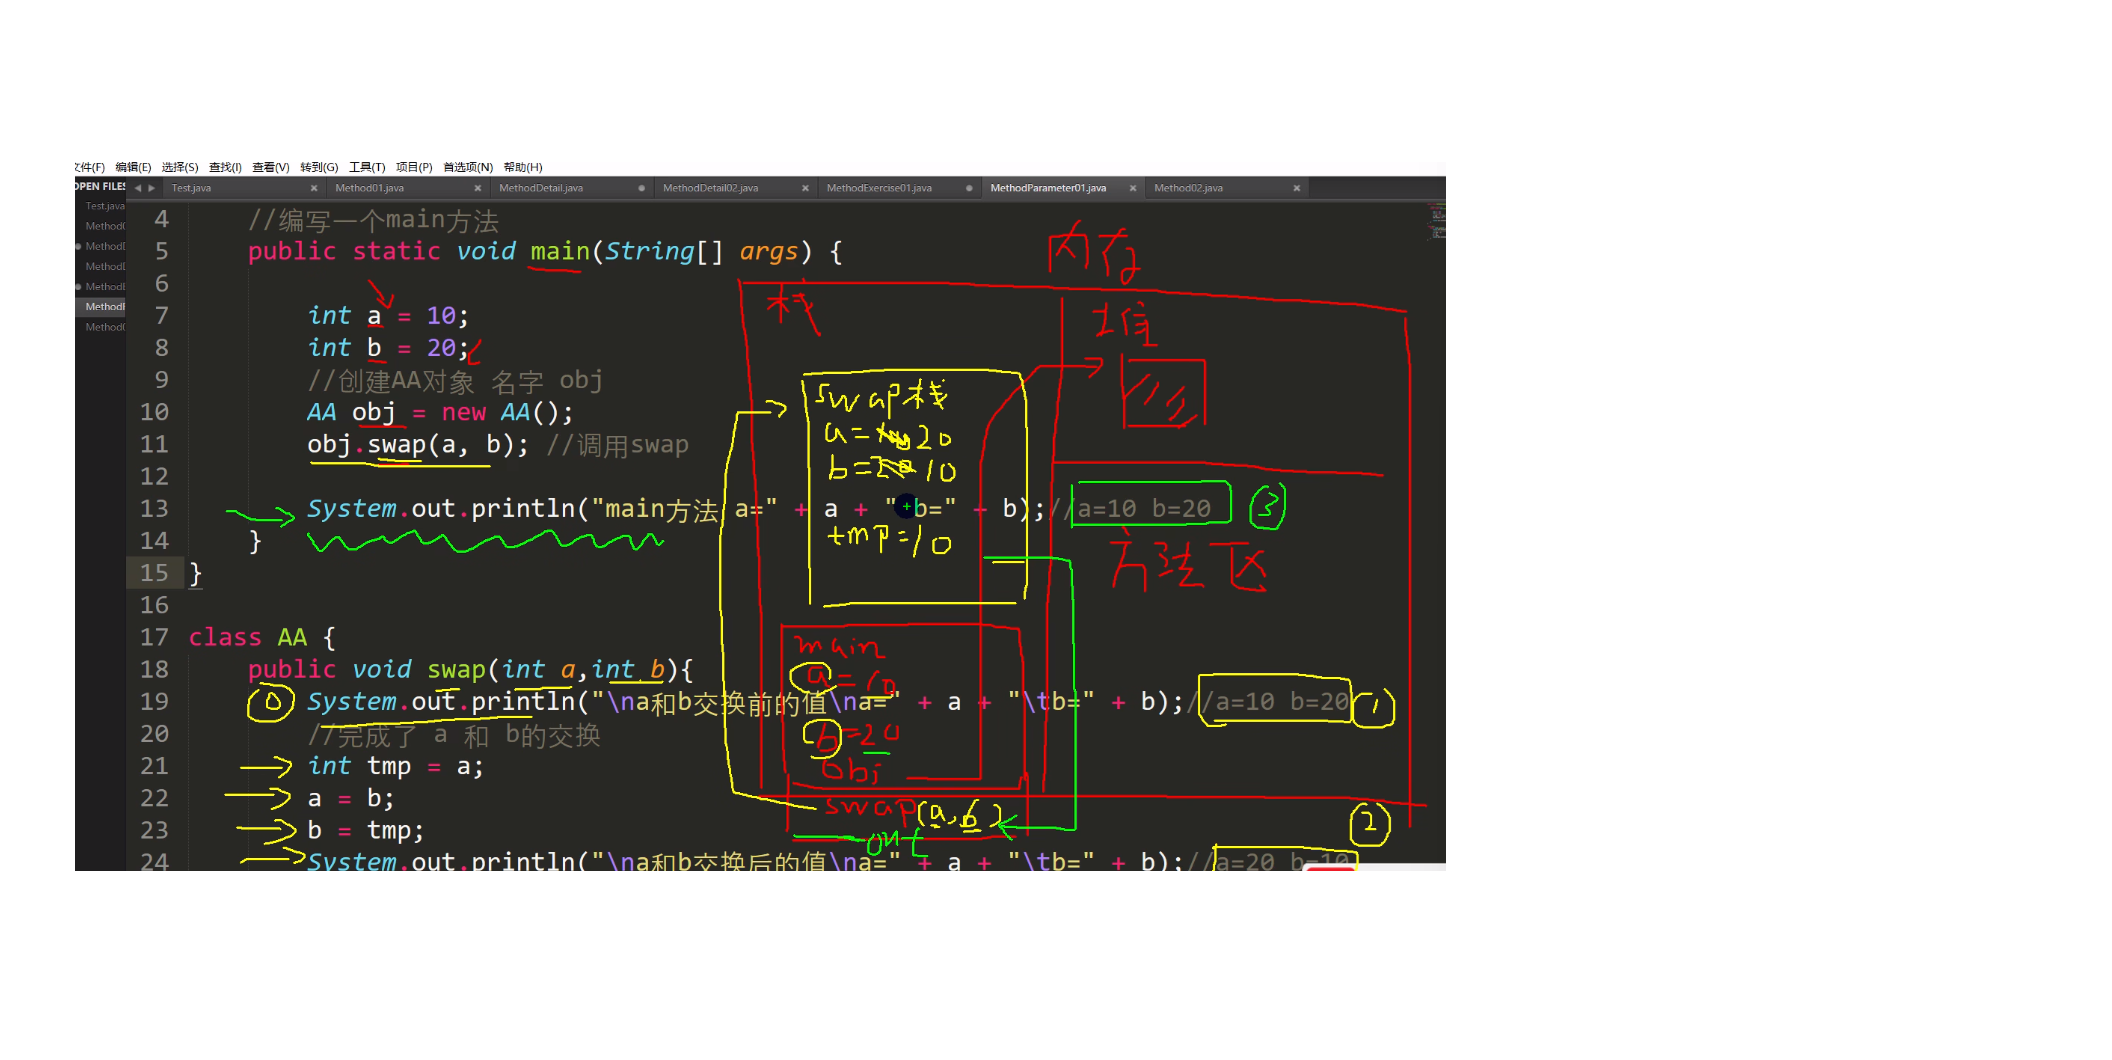 文件(F) 编辑(E) 选择(S) 查找(I) 查看(V) 转到(G) 工具(T) 项目(P) 首选项(N) 帮助(H)
OPEN FILES
Test.java Method01.java MethodDetail.java MethodDetail02.java MethodExercise01.java MethodParameter01.java Method02.java
Test.java
4 //编写一个main方法
5 public static void main(String[] args) {
6
7 int a = 10;
8 int b = 20;
9 //创建AA对象 名字 obj
10 AA obj = new AA();
11 obj.swap(a, b); //调用swap
12
13 System.out.println("main方法 a=" + a + " b=" + b);//a=10 b=20
14 }
15 }
16
17 class AA {
18 public void swap(int a,int b){
19 System.out.println("\na和b交换前的值\na=" + a + "\tb=" + b);//a=10 b=20
20 //完成了 a 和 b的交换
21 int tmp = a;
22 a = b;
23 b = tmp;
24 System.out.println("\na和b交换后的值\na=" + a + "\tb=" + b);//a=20 b=10
内存
栈
swap栈
a=20
b=10
tmp=10
③
方法区
main
a=10
b=20
obj
swap(a,b)
out
①
②